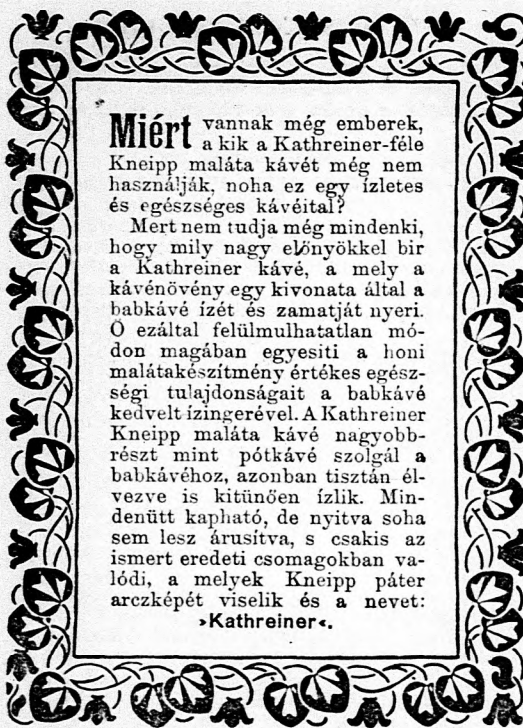 Miért vannak még emberek,
a kik a Kathreiner-féle
Kneipp maláta kávét még nem
használják, noha ez egy ízletes
és egészséges kávéital?
Mert nem tudja még mindenki,
hogy mily nagy előnyökkel bir
a Kathreiner kávé, a mely a
kávénövény egy kivonata által a
babkávé ízét és zamatját nyeri.
Ő ezáltal felülmulhatatlan mó-
don magában egyesiti a honi
malátakészítmény értékes egész-
ségi tulajdonságait a babkávé
kedvelt ízingerével. A Kathreiner
Kneipp maláta kávé nagyobb-
részt mint pótkávé szolgál a
babkávéhoz, azonban tisztán él-
vezve is kitünően ízlik. Min-
denütt kapható, de nyitva soha
sem lesz árusítva, s csakis az
ismert eredeti csomagokban va-
lódi, a melyek Kneipp páter
arczképét viselik és a nevet:
»Kathreiner«.